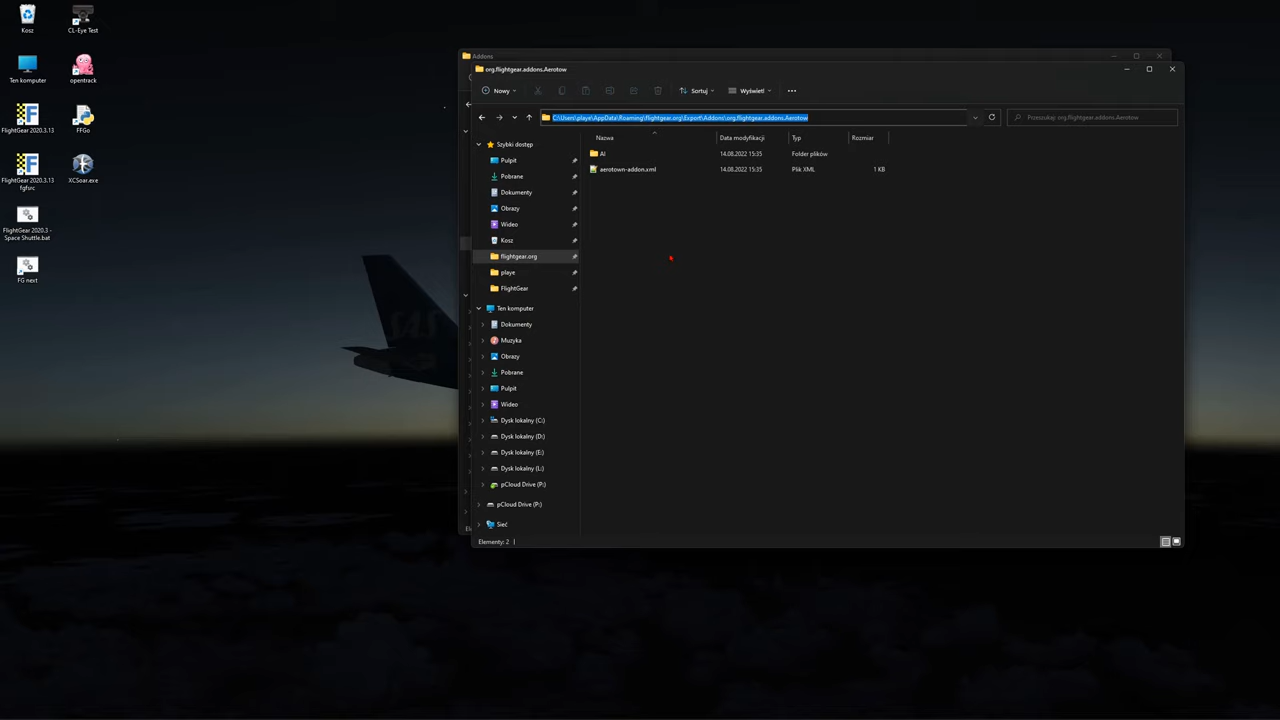 Kosz
CL-Eye Test
Ten komputer
opentrack
FlightGear 2020.3.13
FFGo
FlightGear 2020.3.13
fgfsrc
XCSoar.exe
FlightGear 2020.3 -
Space Shuttle.bat
FG next
Addons
org.flightgear.addons.Aerotow
Nowy
Sortuj
Wyświetl
C:\Users\playe\AppData\Roaming\flightgear.org\Export\Addons\org.flightgear.addons.Aerotow
Przeszukaj: org.flightgear.addons.Aerotow
Nazwa
Data modyfikacji
Typ
Rozmiar
AI
14.08.2022 15:35
Folder plików
aerotown-addon.xml
14.08.2022 15:35
Plik XML
1 KB
Szybki dostęp
Pulpit
Pobrane
Dokumenty
Obrazy
Wideo
Kosz
flightgear.org
playe
FlightGear
Ten komputer
Dokumenty
Muzyka
Obrazy
Pobrane
Pulpit
Wideo
Dysk lokalny (C:)
Dysk lokalny (D:)
Dysk lokalny (E:)
Dysk lokalny (L:)
pCloud Drive (P:)
pCloud Drive (P:)
Sieć
Elementy: 2